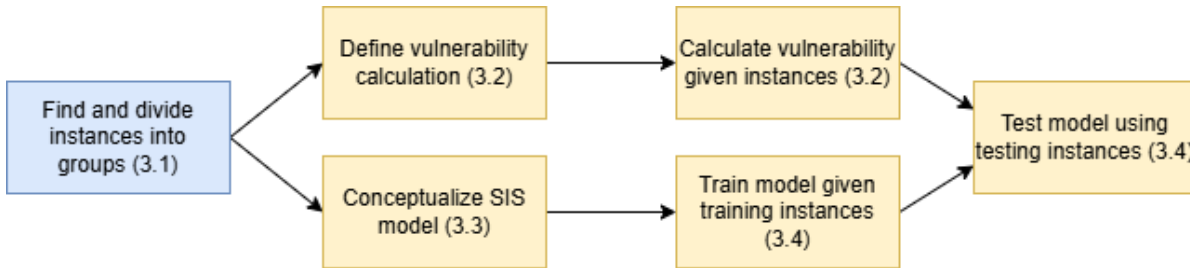 Find and divide
instances into
groups (3.1)
Define vulnerability
calculation (3.2)
Calculate vulnerability
given instances (3.2)
Conceptualize SIS
model (3.3)
Train model given
training instances
(3.4)
Test model using
testing instances (3.4)